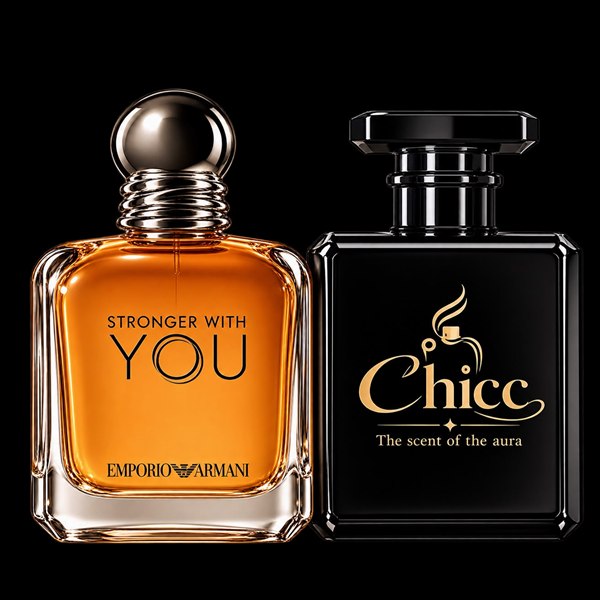 STRONGER WITH
YOU
EMPORIO ARMANI
Chicc
The scent of the aura